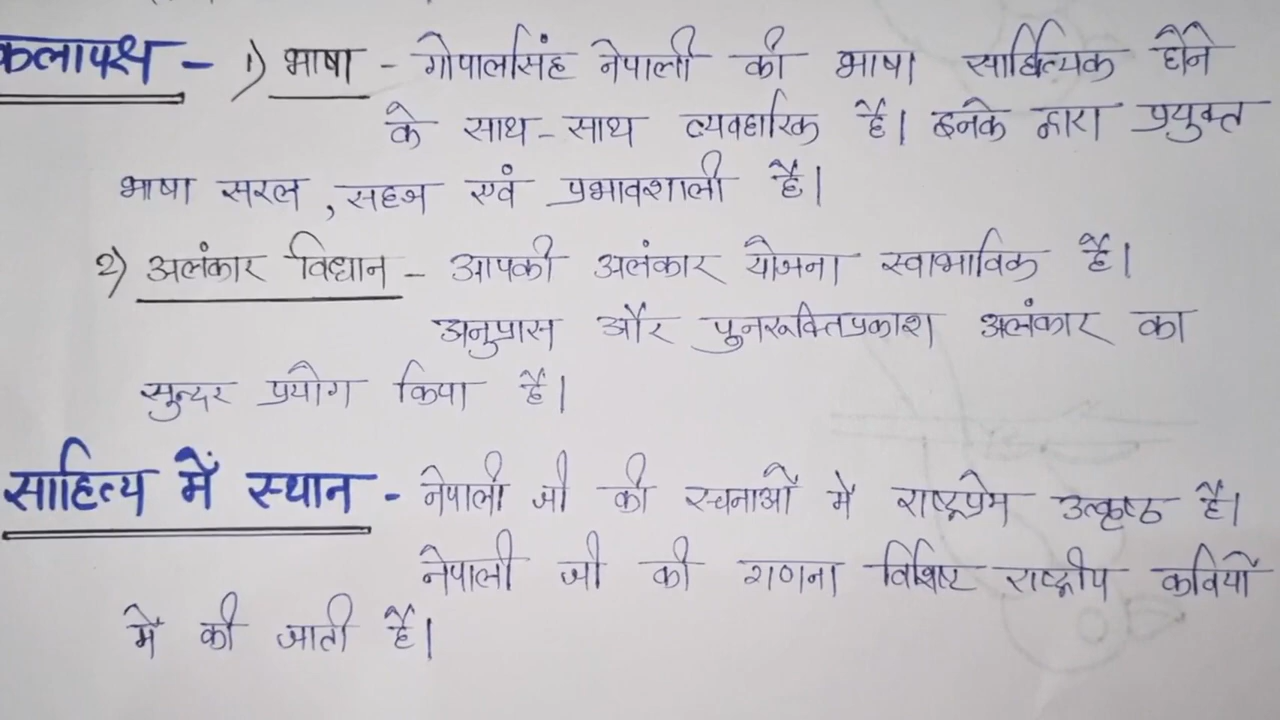 कलापक्ष - 1) भाषा - गोपालसिंह नेपाली की भाषा साहित्यिक होने
के साथ-साथ व्यवहारिक है। इनके द्वारा प्रयुक्त
भाषा सरल, सहज एवं प्रभावशाली है।
2) अलंकार विधान - आपकी अलंकार योजना स्वाभाविक है।
अनुप्रास और पुनरूक्तिप्रकाश अलंकार का
सुन्दर प्रयोग किया है।
साहित्य में स्थान - नेपाली जी की रचनाओं में राष्ट्रप्रेम उत्कृष्ठ है।
नेपाली जी की गणना विशिष्ट राष्ट्रीय कवियों
में की जाती है।